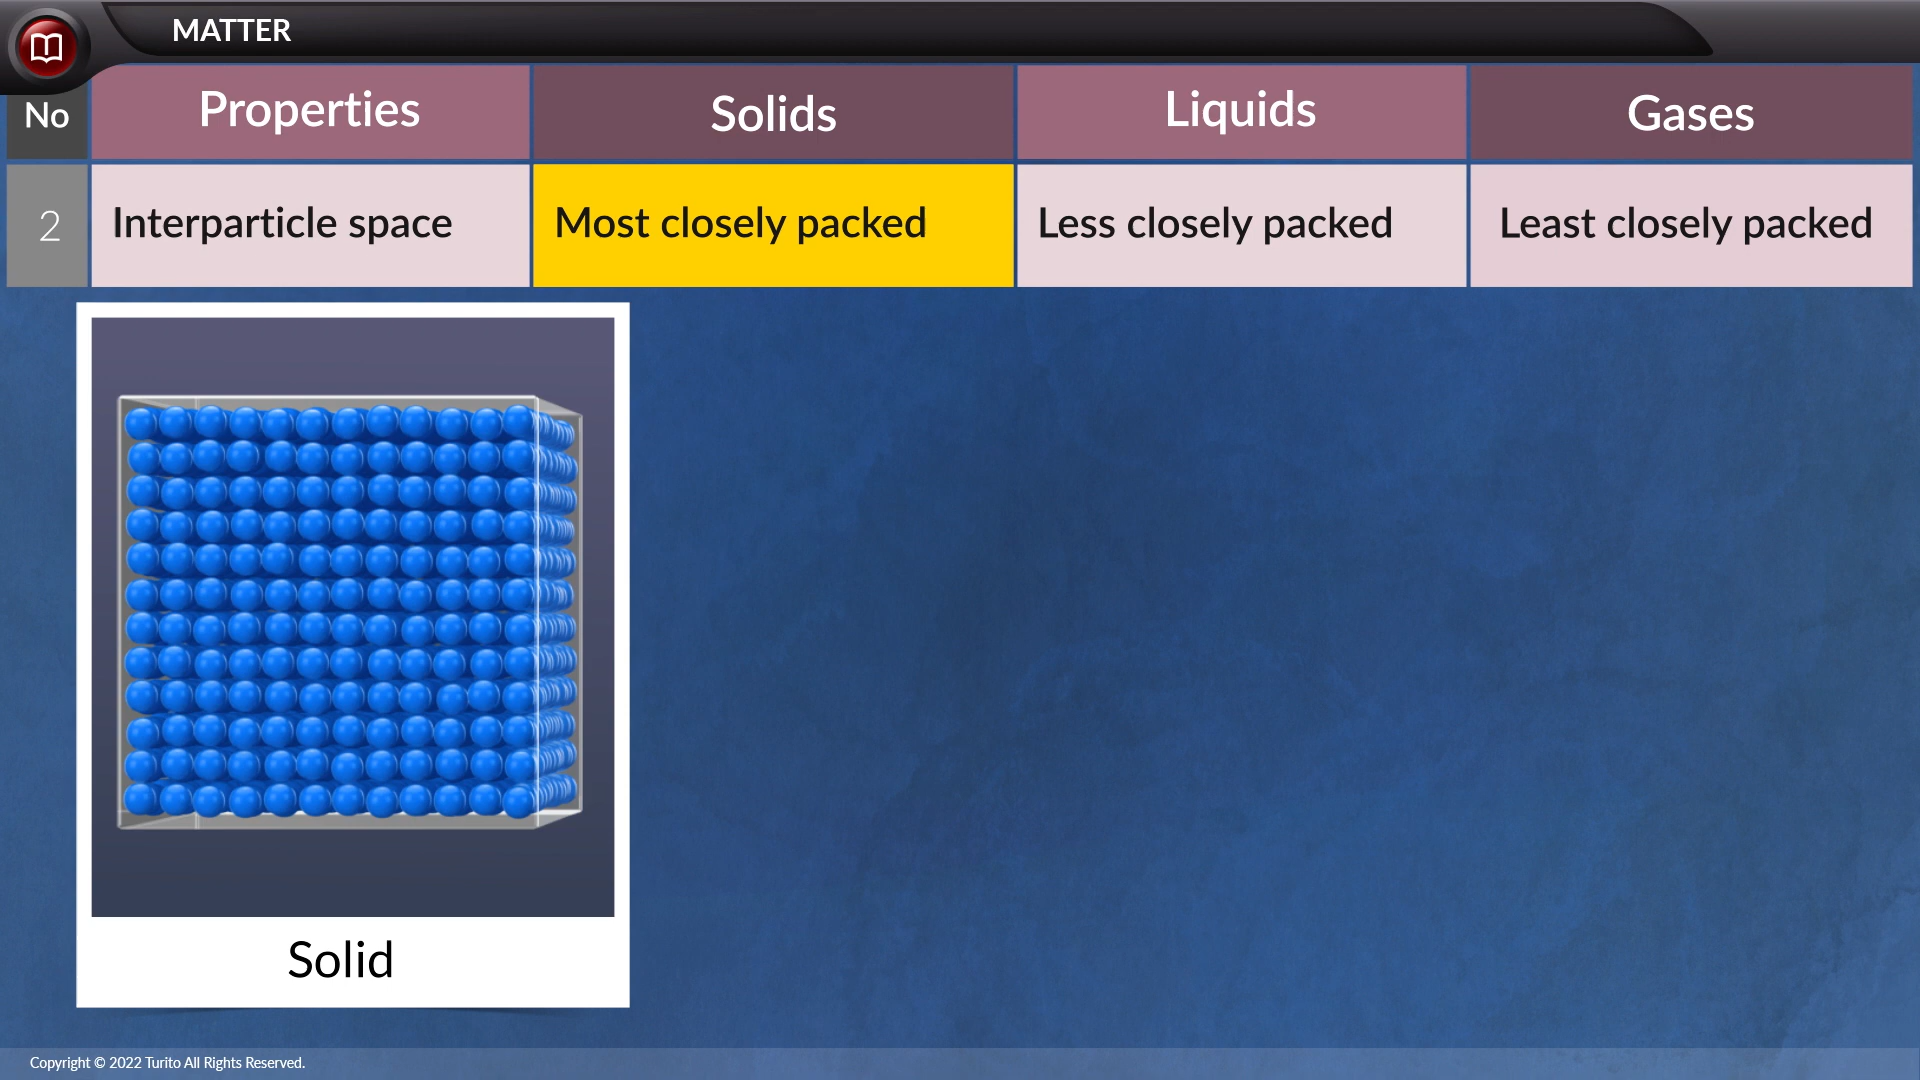 MATTER
No
Properties
Solids
Liquids
Gases
2
Interparticle space
Most closely packed
Less closely packed
Least closely packed
Solid
Copyright © 2022 Turito All Rights Reserved.